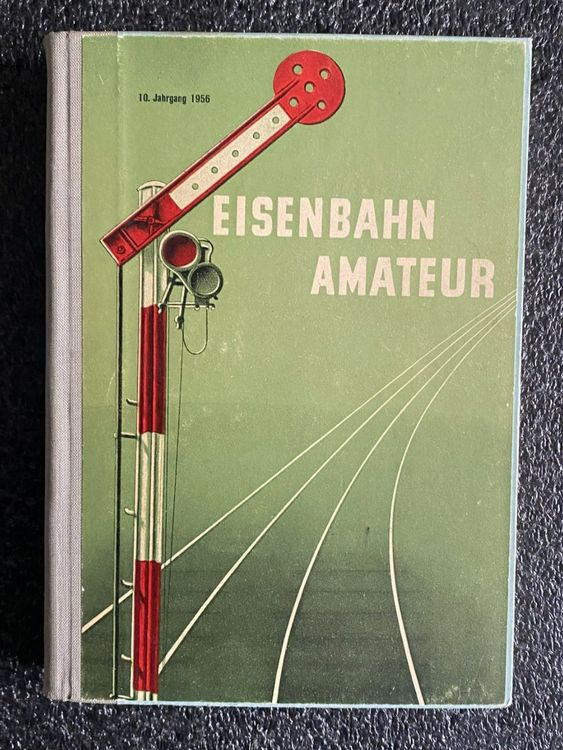 10. Jahrgang 1956
EISENBAHN
AMATEUR